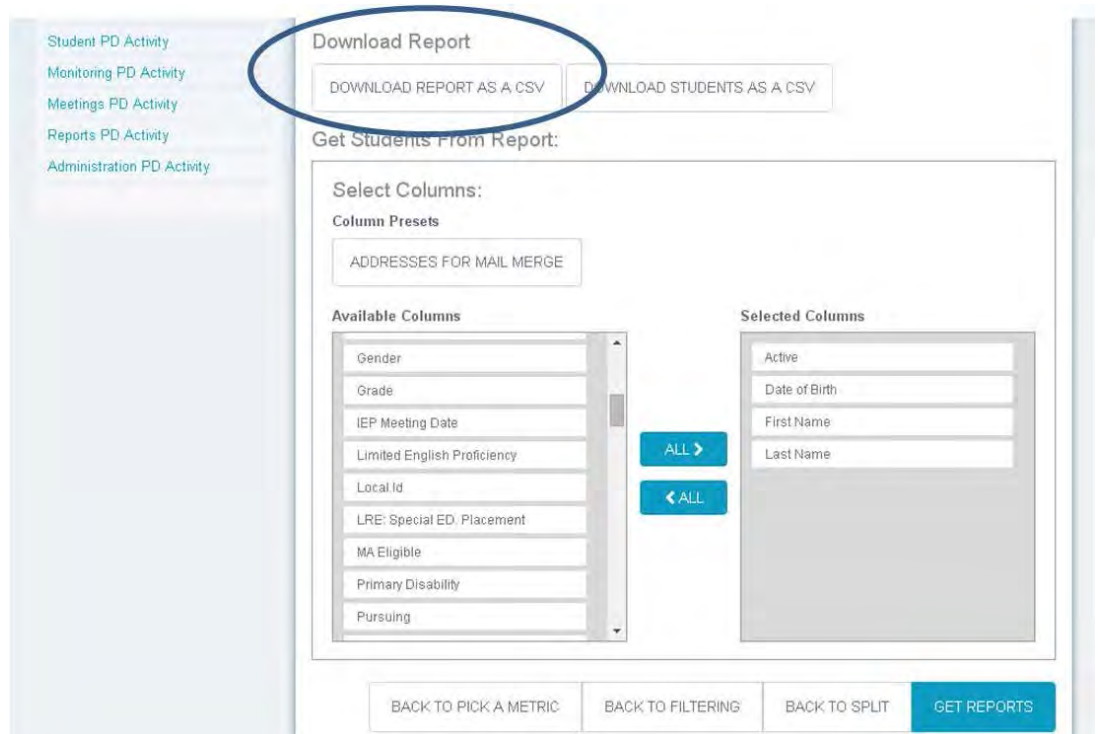 Student PD Activity
Monitoring PD Activity
Meetings PD Activity
Reports PD Activity
Administration PD Activity
Download Report
DOWNLOAD REPORT AS A CSV
DOWNLOAD STUDENTS AS A CSV
Get Students From Report:
Select Columns:
Column Presets
ADDRESSES FOR MAIL MERGE
Available Columns
Gender
Grade
IEP Meeting Date
Limited English Proficiency
Local Id
LRE: Special ED. Placement
MA Eligible
Primary Disability
Pursuing
ALL
ALL
Selected Columns
Active
Date of Birth
First Name
Last Name
BACK TO PICK A METRIC
BACK TO FILTERING
BACK TO SPLIT
GET REPORTS